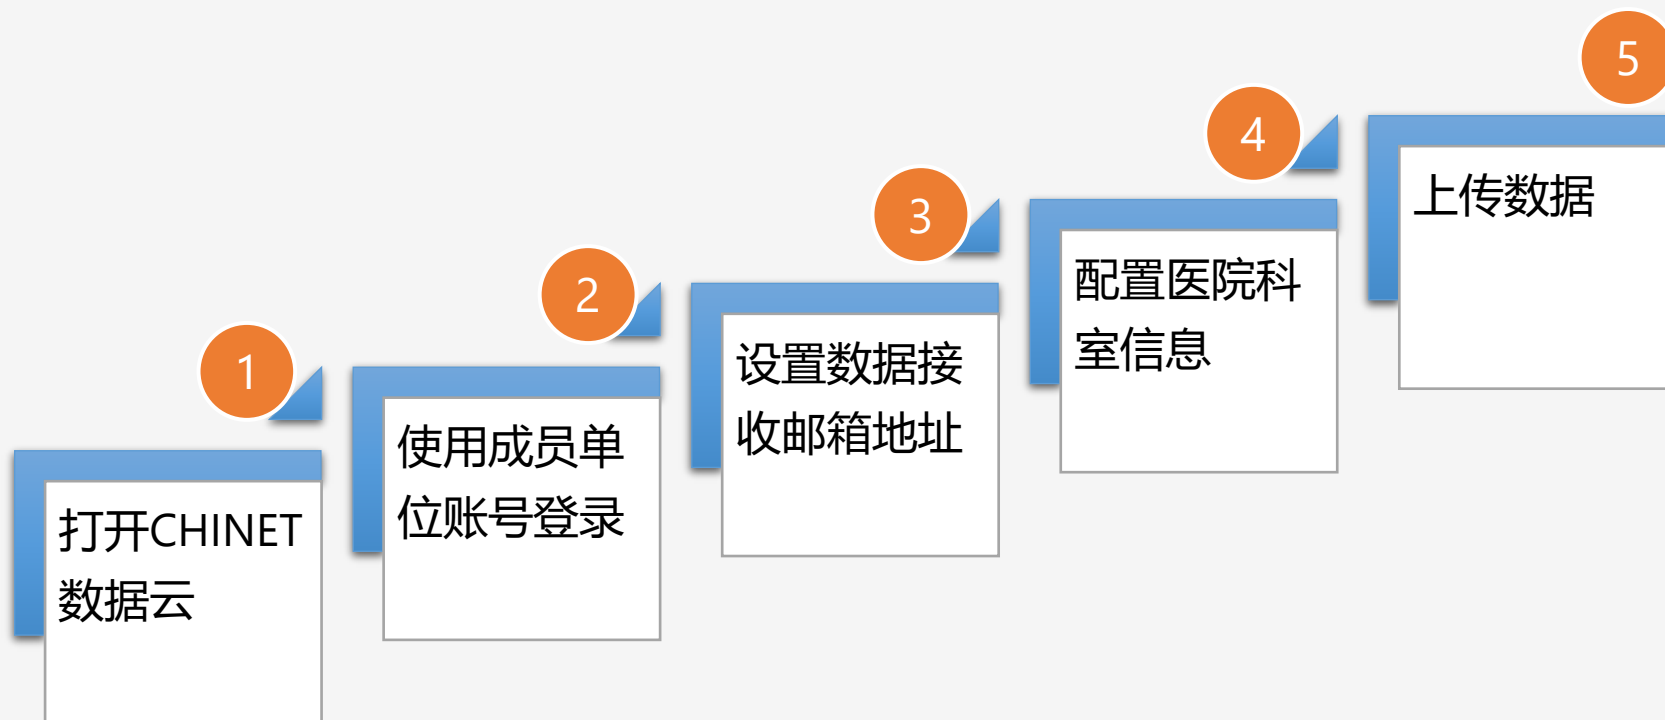 1
打开CHINET
数据云
2
使用成员单
位账号登录
3
设置数据接
收邮箱地址
4
配置医院科
室信息
5
上传数据